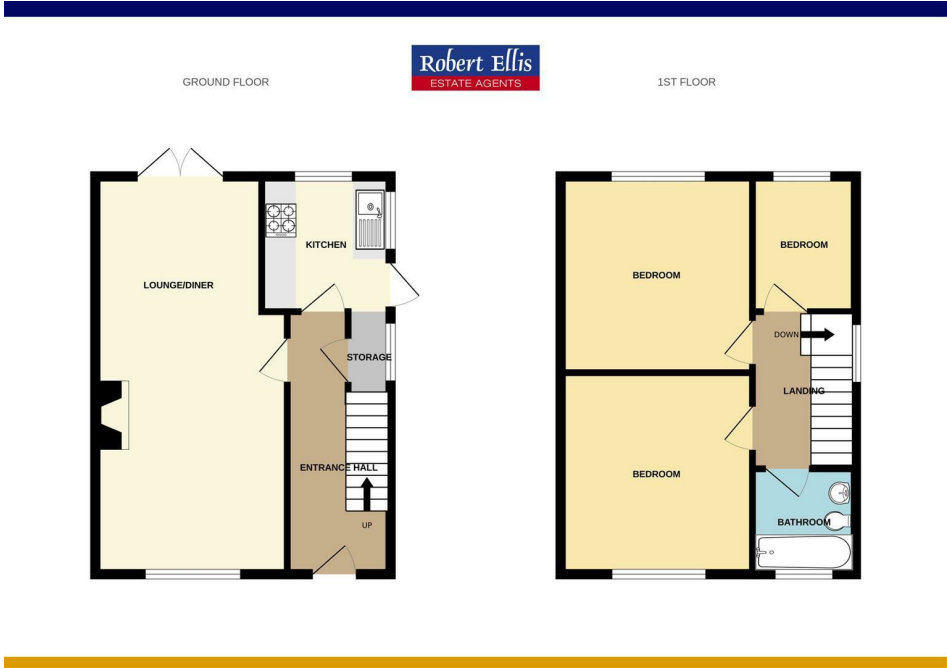 Robert Ellis
ESTATE AGENTS
GROUND FLOOR
1ST FLOOR
KITCHEN
LOUNGE/DINER
STORAGE
ENTRANCE HALL
UP
BEDROOM
BEDROOM
DOWN
LANDING
BEDROOM
BATHROOM